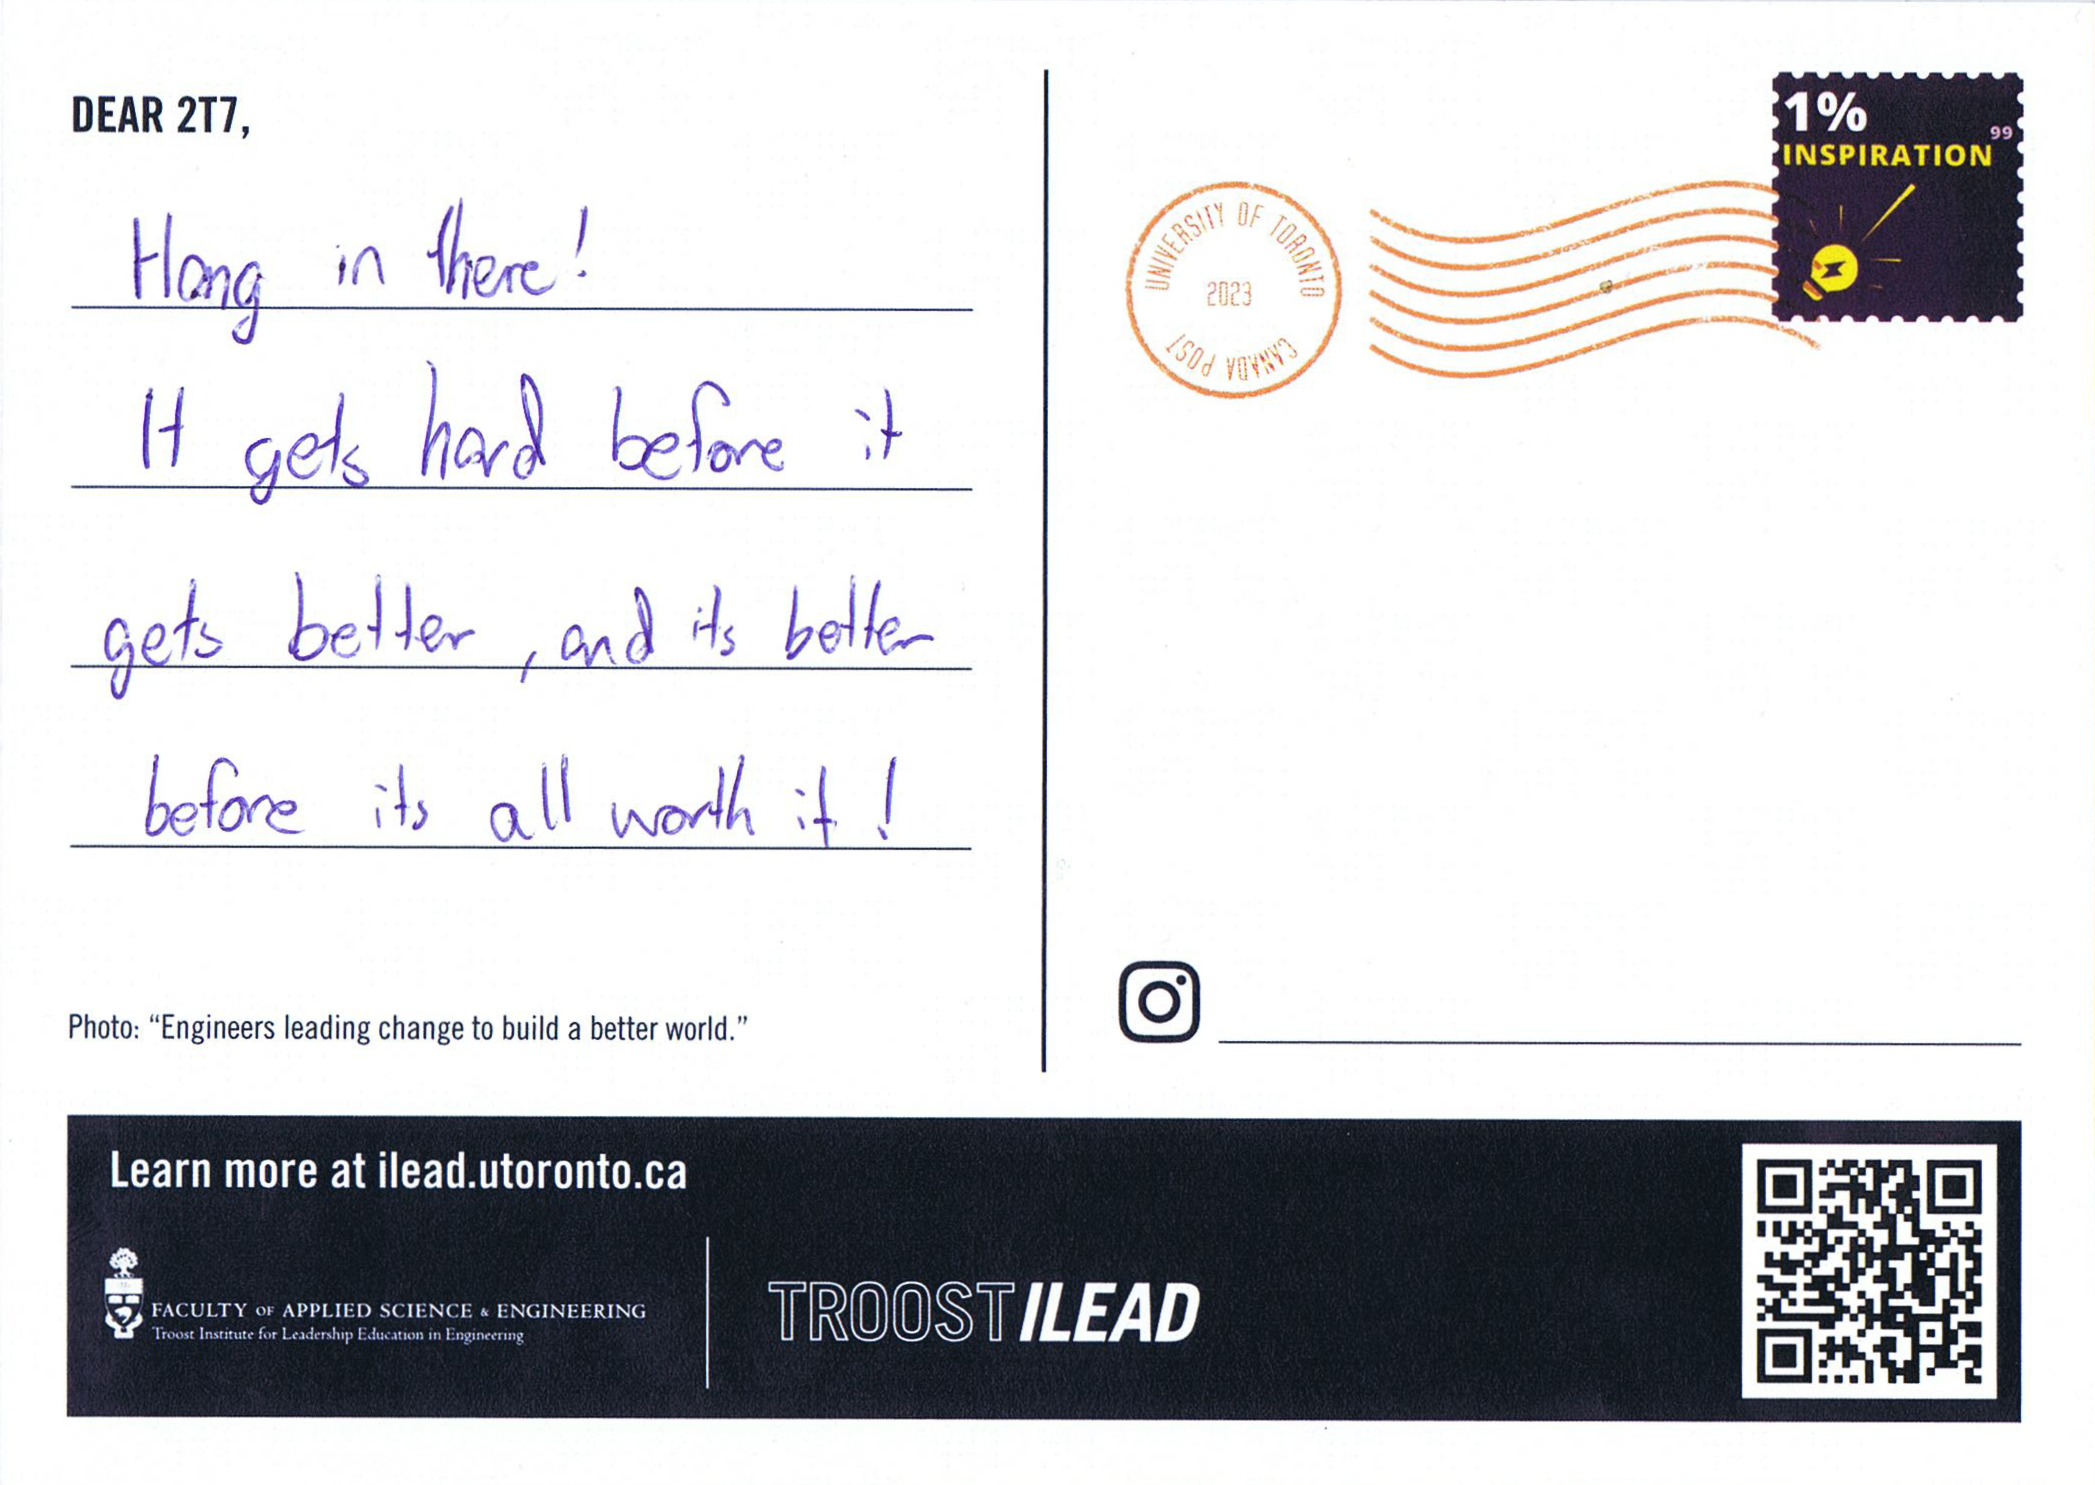 DEAR 2T7,
Hang in there!
It gets hard before it
gets better, and its better
before its all worth it!
Photo: “Engineers leading change to build a better world.”
1%
99
INSPIRATION
UNIVERSITY OF TORONTO
2023
CANADA POST
Learn more at ilead.utoronto.ca
FACULTY OF APPLIED SCIENCE & ENGINEERING
Troost Institute for Leadership Education in Engineering
TROOST ILEAD